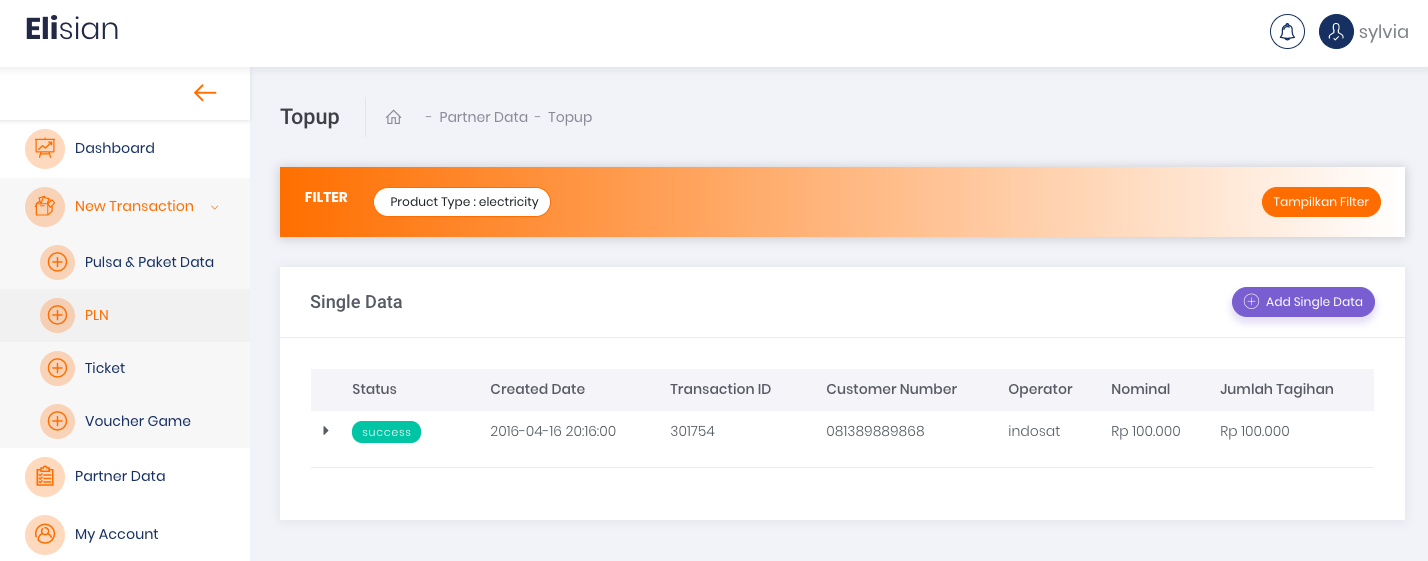 Elisian
sylvia
Topup - Partner Data - Topup
Dashboard
New Transaction
Pulsa & Paket Data
PLN
Ticket
Voucher Game
Partner Data
My Account
FILTER Product Type : electricity Tampilkan Filter
Single Data Add Single Data
Status Created Date Transaction ID Customer Number Operator Nominal Jumlah Tagihan
success 2016-04-16 20:16:00 301754 081389889868 indosat Rp 100.000 Rp 100.000